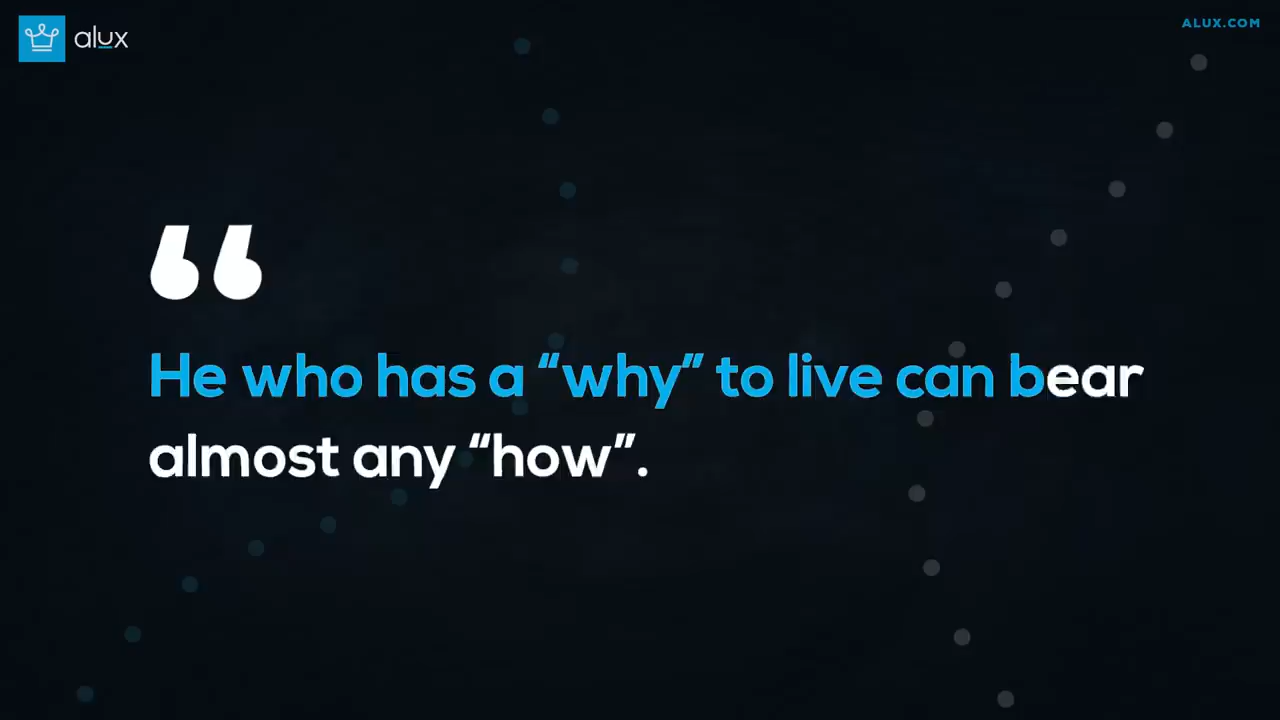 alux
ALUX.COM
“
He who has a “why” to live can bear
almost any “how”.